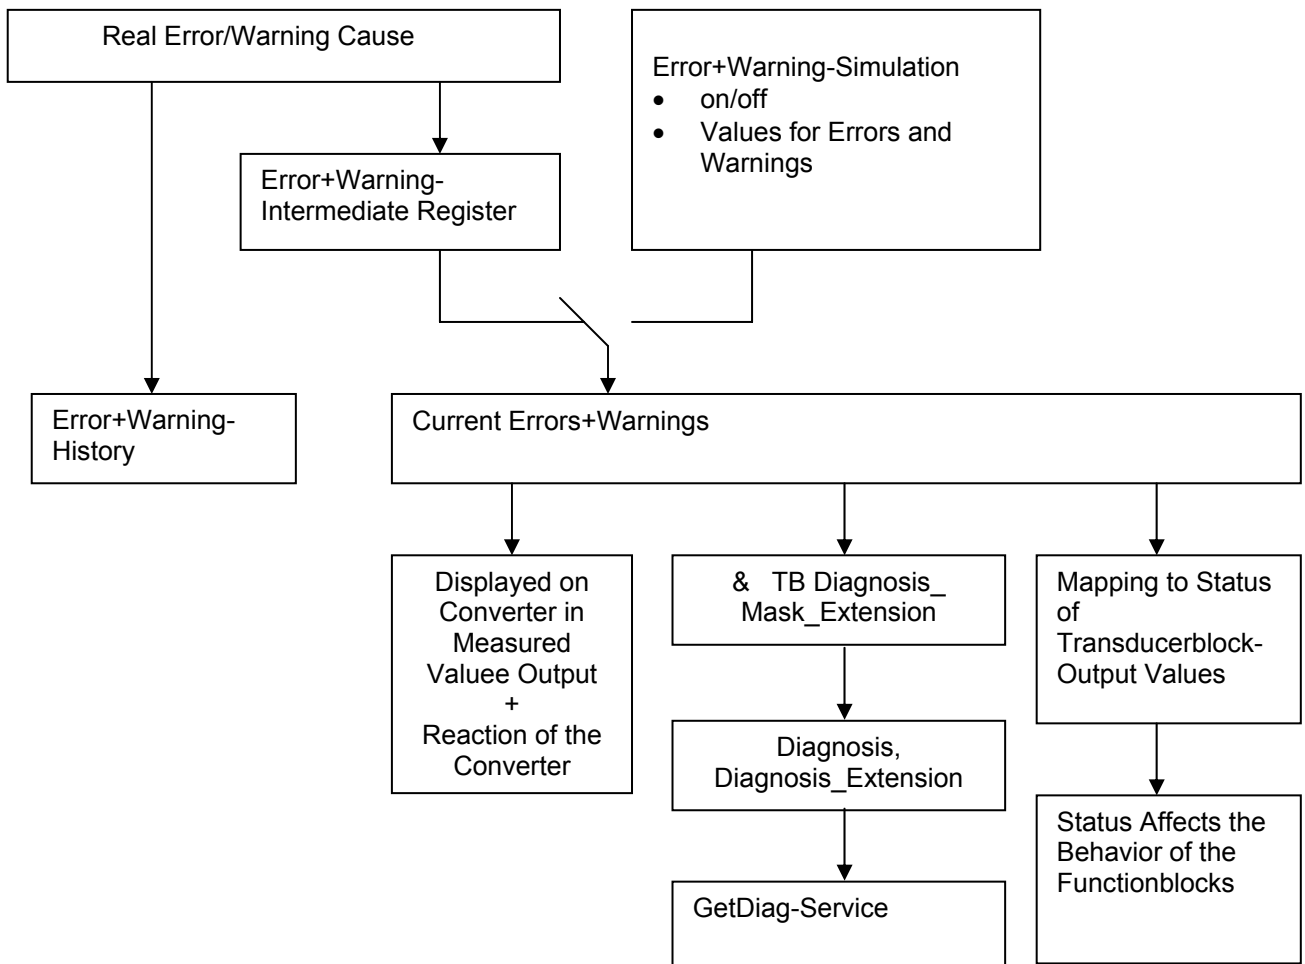 Real Error/Warning Cause
Error+Warning-Simulation
• on/off
• Values for Errors and
Warnings
Error+Warning-
Intermediate Register
Error+Warning-
History
Current Errors+Warnings
Displayed on
Converter in
Measured
Valuee Output
+
Reaction of the
Converter
& TB Diagnosis_
Mask_Extension
Diagnosis,
Diagnosis_Extension
GetDiag-Service
Mapping to Status
of
Transducerblock-
Output Values
Status Affects the
Behavior of the
Functionblocks